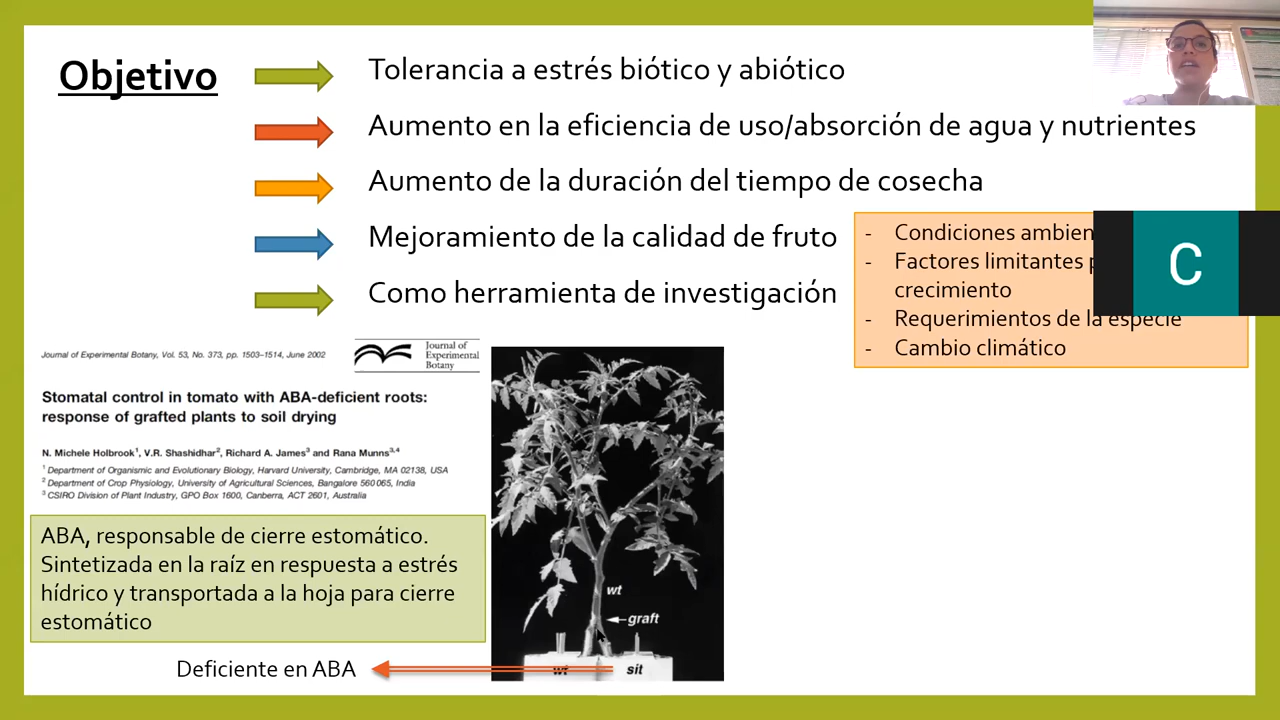 Objetivo
Tolerancia a estrés biótico y abiótico
Aumento en la eficiencia de uso/absorción de agua y nutrientes
Aumento de la duración del tiempo de cosecha
Mejoramiento de la calidad de fruto
Como herramienta de investigación
- Condiciones ambien
- Factores limitantes
crecimiento
- Requerimientos de la especie
- Cambio climático
C
Journal of Experimental Botany, Vol. 53, No. 373, pp. 1503–1514, June 2002
Journal of
Experimental
Botany
Stomatal control in tomato with ABA-deficient roots:
response of grafted plants to soil drying
N. Michele Holbrook1, V.R. Shashidhar2, Richard A. James3 and Rana Munns3,4
1 Department of Organismic and Evolutionary Biology, Harvard University, Cambridge, MA 02138, USA
2 Department of Crop Physiology, University of Agricultural Sciences, Bangalore 560 065, India
3 CSIRO Division of Plant Industry, GPO Box 1600, Canberra, ACT 2601, Australia
ABA, responsable de cierre estomático.
Sintetizada en la raíz en respuesta a estrés
hídrico y transportada a la hoja para cierre
estomático
Deficiente en ABA
wt
graft
wt
sit